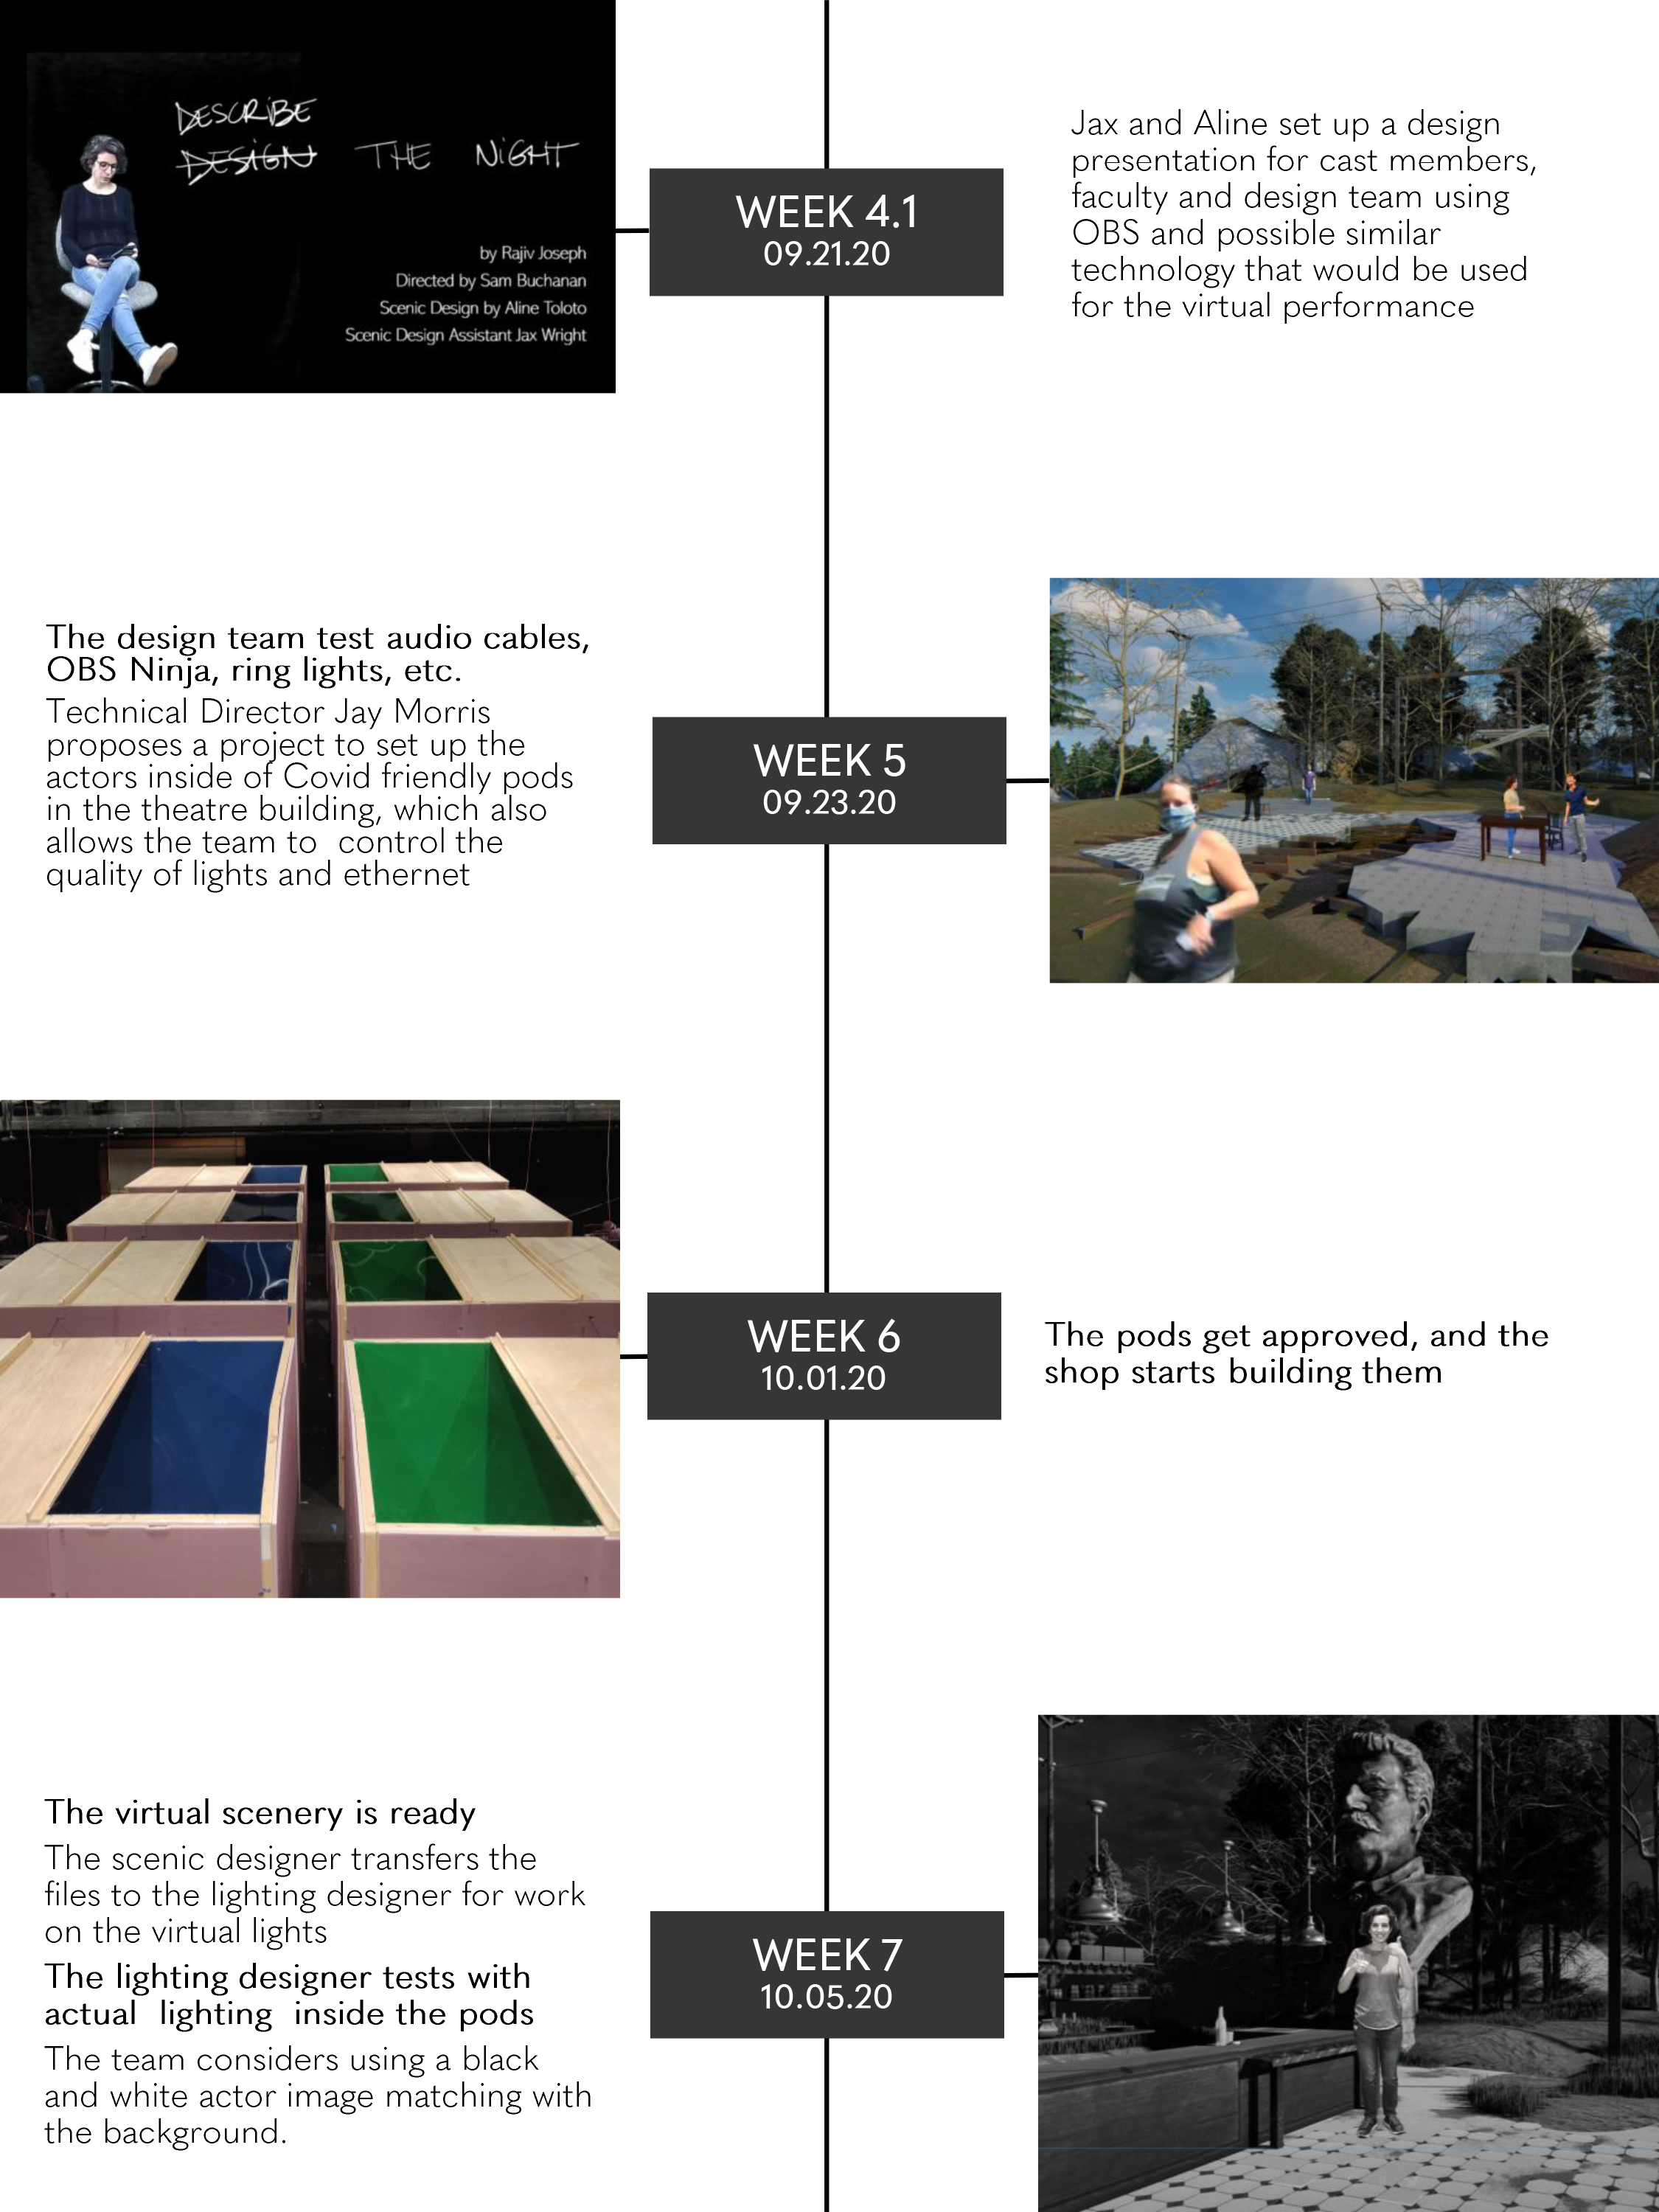 DESCRIBE
DESIGN THE NIGHT
by Rajiv Joseph
Directed by Sam Buchanan
Scenic Design by Aline Toloto
Scenic Design Assistant Jax Wright
WEEK 4.1
09.21.20
Jax and Aline set up a design
presentation for cast members,
faculty and design team using
OBS and possible similar
technology that would be used
for the virtual performance
The design team test audio cables,
OBS Ninja, ring lights, etc.
Technical Director Jay Morris
proposes a project to set up the
actors inside of Covid friendly pods
in the theatre building, which also
allows the team to  control the
quality of lights and ethernet
WEEK 5
09.23.20
WEEK 6
10.01.20
The pods get approved, and the
shop starts building them
The virtual scenery is ready
The scenic designer transfers the
files to the lighting designer for work
on the virtual lights
The lighting designer tests with
actual  lighting  inside the pods
The team considers using a black
and white actor image matching with
the background.
WEEK 7
10.05.20